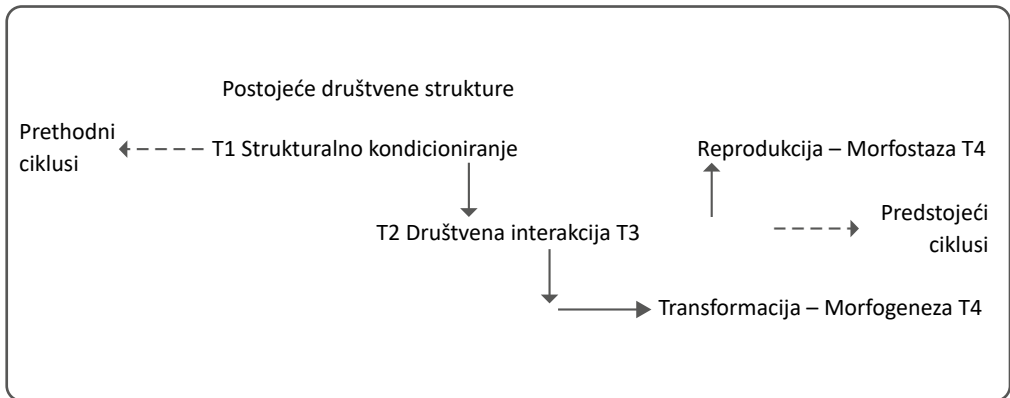 Postojeće društvene strukture
Prethodni
ciklusi
T1 Strukturalno kondicioniranje
Reprodukcija – Morfostaza T4
T2 Društvena interakcija T3
Predstojeći
ciklusi
Transformacija – Morfogeneza T4